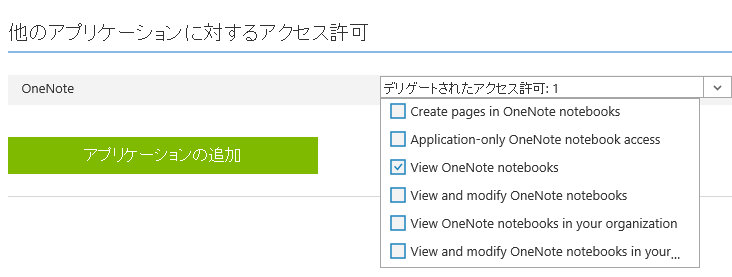 他のアプリケーションに対するアクセス許可
OneNote
デリゲートされたアクセス許可: 1
Create pages in OneNote notebooks
Application-only OneNote notebook access
View OneNote notebooks
View and modify OneNote notebooks
View OneNote notebooks in your organization
View and modify OneNote notebooks in your...
アプリケーションの追加